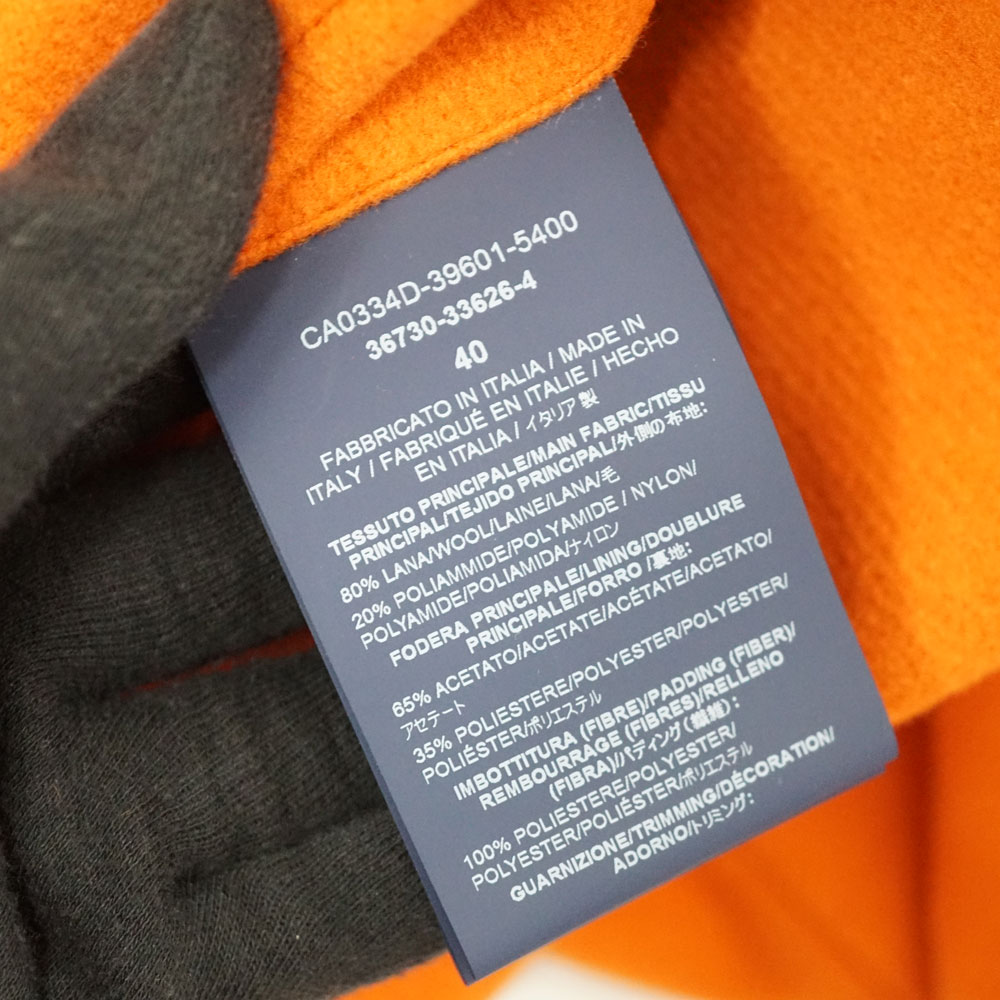 CA0334D-39601-5400
36730-33626-4
40
FABBRICATO IN ITALIA / MADE IN
ITALY / FABRIQUÉ EN ITALIE / HECHO
EN ITALIA / イタリア製
TESSUTO PRINCIPALE/MAIN FABRIC/TISSU
PRINCIPAL/TEJIDO PRINCIPAL/外側の布地:
80% LANA/WOOL/LAINE/LANA/毛
20% POLIAMMIDE/POLYAMIDE / NYLON/
POLYAMIDE/POLIAMIDA/ナイロン
FODERA PRINCIPALE/LINING/DOUBLURE
PRINCIPALE/FORRO /裏地:
65% ACETATO/ACETATE/ACÉTATE/ACETATO/
アセテート
35% POLIESTERE/POLYESTER/POLYESTER/
POLIÉSTER/ポリエステル
IMBOTTITURA (FIBRE)/PADDING (FIBER)/
REMBOURRAGE (FIBRES)/RELLENO
(FIBRA)/パディング(繊維):
100% POLIESTERE/POLYESTER/
POLYESTER/POLIÉSTER/ポリエステル
GUARNIZIONE/TRIMMING/DÉCORATION/
ADORNO/トリミング: